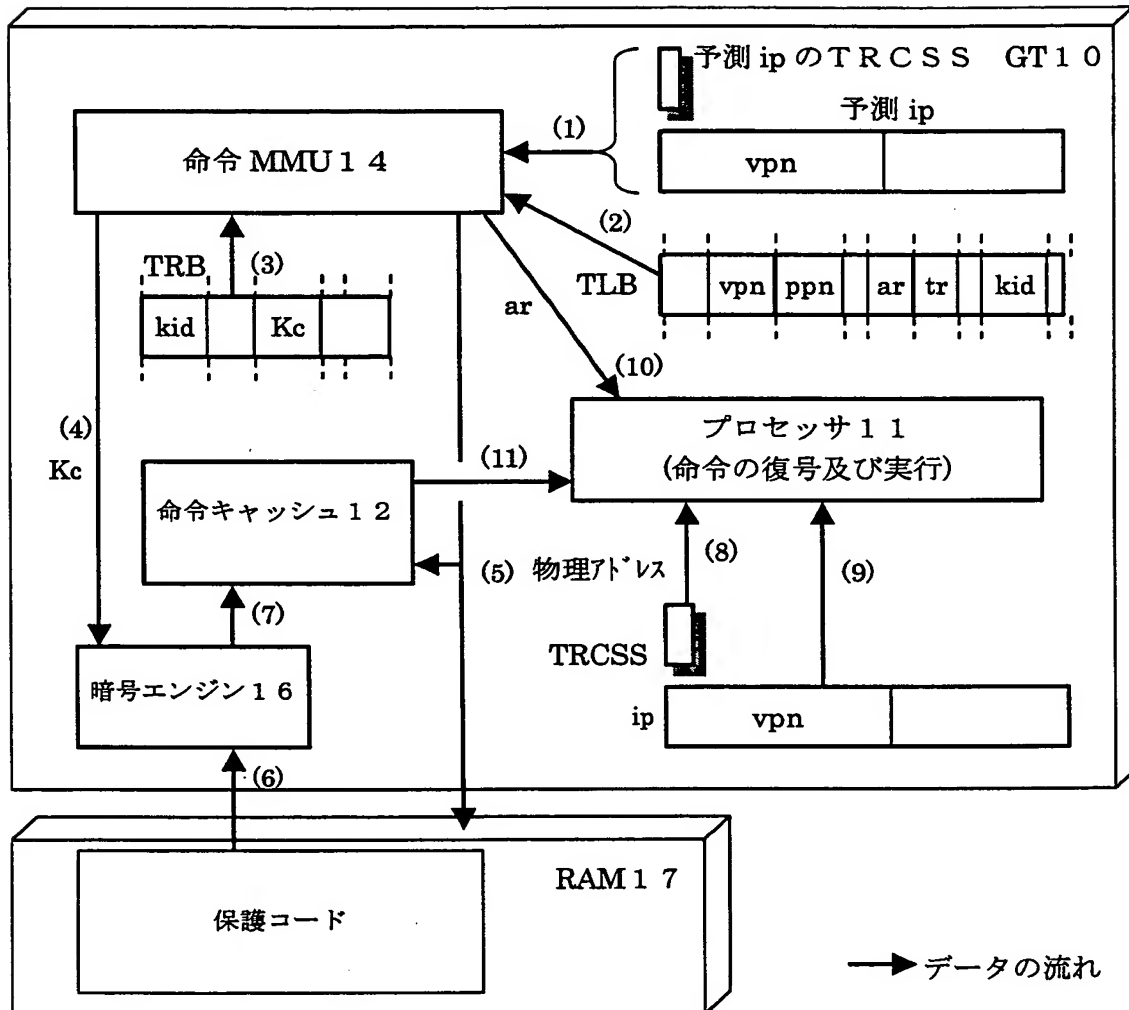 予測ipのTRCSS GT10
予測ip
(1)
命令MMU14
vpn
(2)
TRB
(3)
TLB
vpn ppn ar tr kid
kid Kc
ar
(10)
(4)
Kc
プロセッサ11
(命令の復号及び実行)
(11)
命令キャッシュ12
(5) 物理アドレス
(8)
(9)
(7)
TRCSS
暗号エンジン16
ip
vpn
(6)
RAM17
保護コード
データの流れ